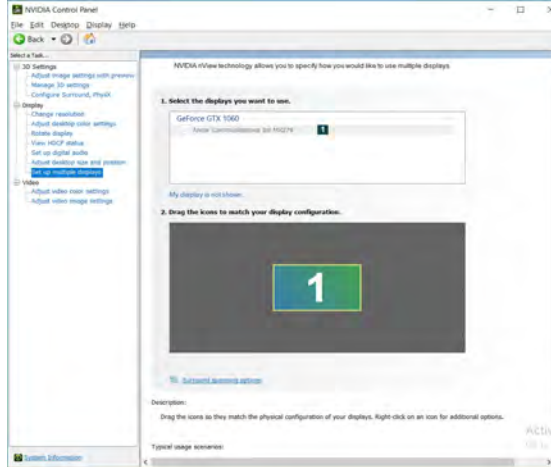 NVIDIA Control Panel
File Edit Desktop Display Help
Back
Select a Task...
3D Settings
Adjust image settings with preview
Manage 3D settings
Configure Surround, PhysX
Display
Change resolution
Adjust desktop color settings
Rotate display
View HDCP status
Set up digital audio
Adjust desktop size and position
Set up multiple displays
Video
Adjust video color settings
Adjust video image settings
System Information
NVIDIA nView technology allows you to specify how you would like to use multiple displays
1. Select the displays you want to use.
GeForce GTX 1060
1
My display is not shown
2. Drag the icons to match your display configuration.
1
Surround spanning options
Description:
Drag the icons so they match the physical configuration of your displays. Right-click on an icon for additional options.
Typical usage scenarios: